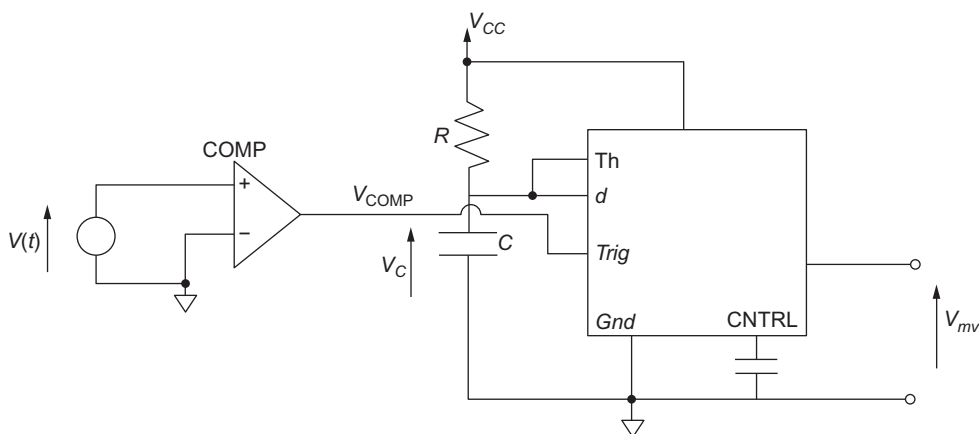 V_CC
R
COMP
Th
+
V_COMP
d
V(t)
−
C
Trig
V_C
Gnd
CNTRL
V_mv